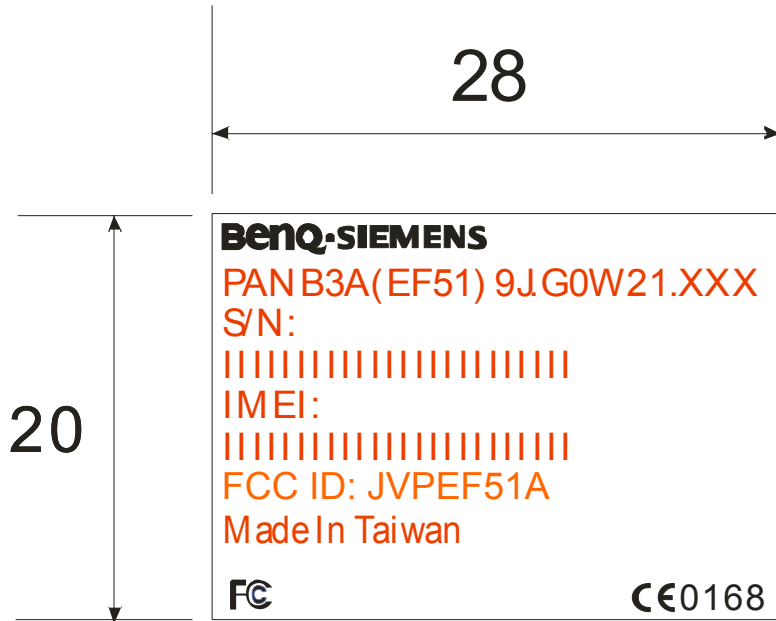 28
20
BENQ-SIEMENS
PAN B3A(EF51) 9J.G0W21.XXX
S/N:
IIIIIIIIIIIIIIIIIIIIIIII
IMEI:
IIIIIIIIIIIIIIIIIIIIIIII
FCC ID: JVPEF51A
Made In Taiwan
FC CE0168